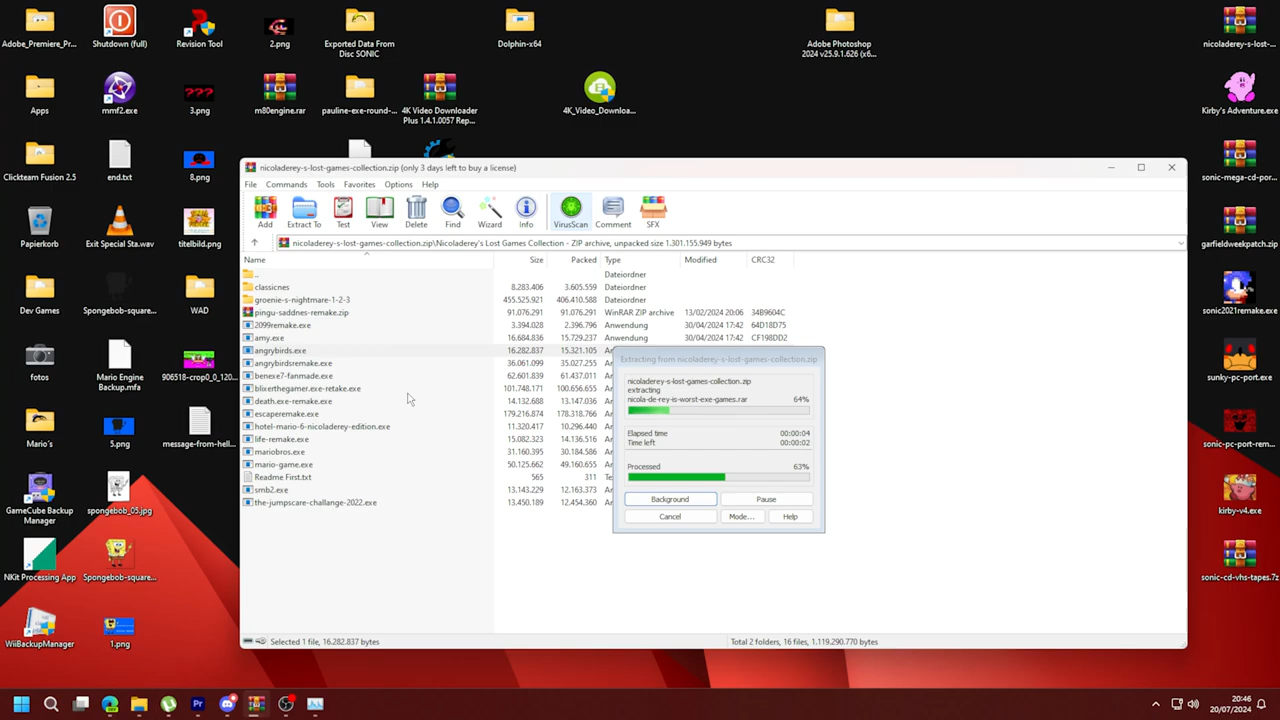 Adobe_Premiere_Pr...
Shutdown (full)
Revision Tool
2.png
Exported Data From
Disc SONIC
Dolphin-x64
Adobe Photoshop
2024 v25.9.1.626 (x6...
nicoladerey-s-lost-...
Apps
mmf2.exe
???
3.png
m80engine.rar
pauline-exe-round-...
4K Video Downloader
Plus 1.4.1.0057 Rep...
4K_Video_Downloa...
Kirby's Adventure.exe
Clickteam Fusion 2.5
end.txt
8.png
sonic-mega-cd-por...
nicoladerey-s-lost-games-collection.zip (only 3 days left to buy a license)
File Commands Tools Favorites Options Help
Add Extract To Test View Delete Find Wizard Info VirusScan Comment SFX
nicoladerey-s-lost-games-collection.zip\Nicoladerey's Lost Games Collection - ZIP archive, unpacked size 1.301.155.949 bytes
Name Size Packed Type Modified CRC32
.. Dateiordner
classicnes 8.283.406 3.605.559 Dateiordner
groenie-s-nightmare-1-2-3 455.525.921 406.410.588 Dateiordner
pingu-saddnes-remake.zip 91.076.291 91.076.291 WinRAR ZIP archive 13/02/2024 20:06 34B9604C
2099remake.exe 3.394.028 2.396.796 Anwendung 30/04/2024 17:42 64D18D75
amy.exe 16.684.836 15.729.237 Anwendung 30/04/2024 17:42 CF198DD2
angrybirds.exe 16.282.837 15.321.105 Ar
angrybirdsremake.exe 36.061.099 35.027.255 Ar
benexe7-fanmade.exe 62.601.839 61.437.011 Ar
blixerthegamer.exe-retake.exe 101.748.171 100.656.655 Ar
death.exe-remake.exe 14.132.688 13.147.036 Ar
escaperemake.exe 179.216.874 178.318.766 Ar
hotel-mario-6-nicoladerey-edition.exe 11.320.417 10.296.440 Ar
life-remake.exe 15.082.323 14.136.516 Ar
mariobros.exe 31.160.395 30.184.586 Ar
mario-game.exe 50.125.662 49.160.655 Ar
Readme First.txt 565 311 Te
smb2.exe 13.143.229 12.163.373 Ar
the-jumpscare-challange-2022.exe 13.450.189 12.454.360 Ar
Selected 1 file, 16.282.837 bytes
Total 2 folders, 16 files, 1.119.290.770 bytes
Extracting from nicoladerey-s-lost-games-collection.zip
nicoladerey-s-lost-games-collection.zip
extracting
nicola-de-rey-is-worst-exe-games.rar 64%
Elapsed time 00:00:04
Time left 00:00:02
Processed 63%
Background Pause
Cancel Mode... Help
Papierkorb
Exit Special Sta.wav
titelbild.png
garfieldweekpatch.zip
Dev Games
Spongebob-square...
WAD
sonic2021remake.exe
fotos
Mario Engine
Backup.mfa
906518-crop0_0_120...
sunky-pc-port.exe
Mario's
5.png
message-from-hell...
sonic-pc-port-rem...
GameCube Backup
Manager
spongebob_05.jpg
kirby-v4.exe
NKit Processing App
Spongebob-square...
sonic-cd-vhs-tapes.7z
WiiBackupManager
1.png
Pr
20:46
20/07/2024